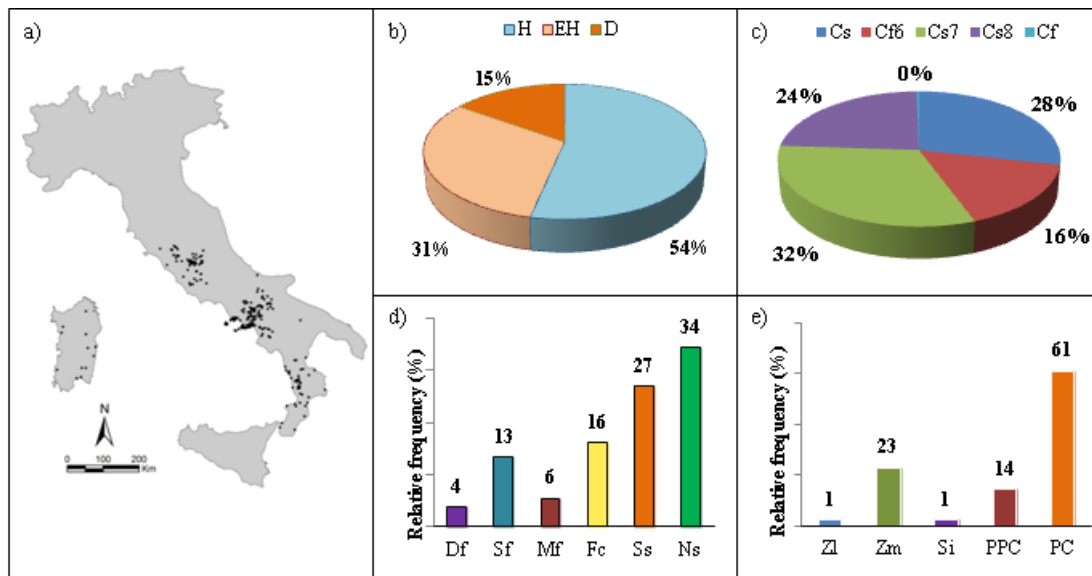 a)
N
0 100 200
Km
b)
H EH D
15%
31%
54%
c)
Cs Cf6 Cs7 Cs8 Cf
0%
24%
28%
32%
16%
d)
Relative frequency (%)
4
13
6
16
27
34
Df Sf Mf Fc Ss Ns
e)
Relative frequency (%)
1
23
1
14
61
Zl Zm Si PPC PC